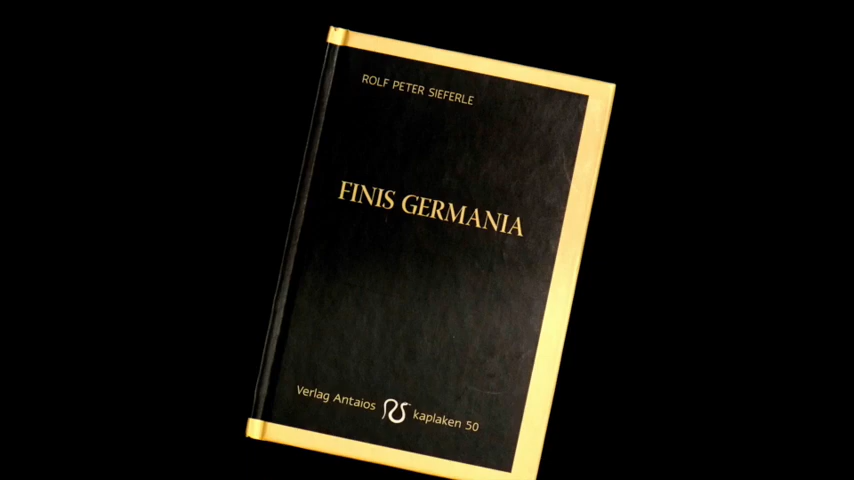 ROLF PETER SIEFERLE
FINIS GERMANIA
Verlag Antaios kaplaken 50